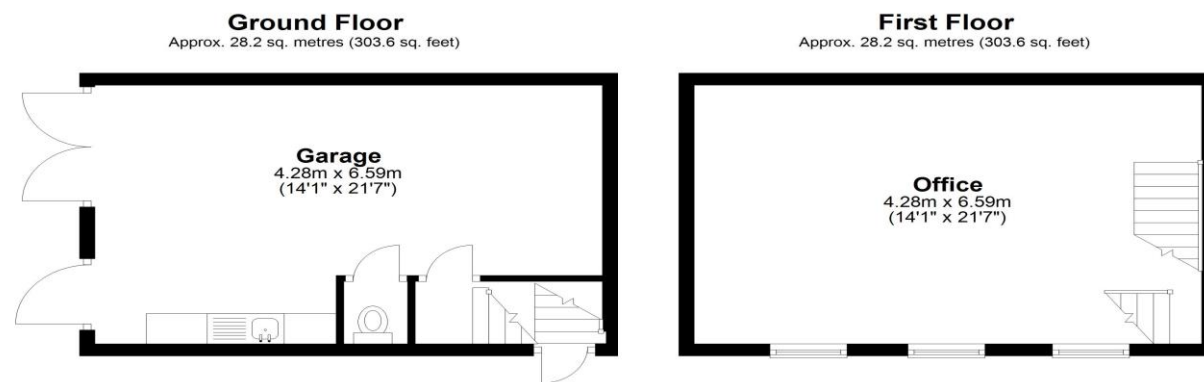 Ground Floor
Approx. 28.2 sq. metres (303.6 sq. feet)
Garage
4.28m x 6.59m
(14'1" x 21'7")
First Floor
Approx. 28.2 sq. metres (303.6 sq. feet)
Office
4.28m x 6.59m
(14'1" x 21'7")